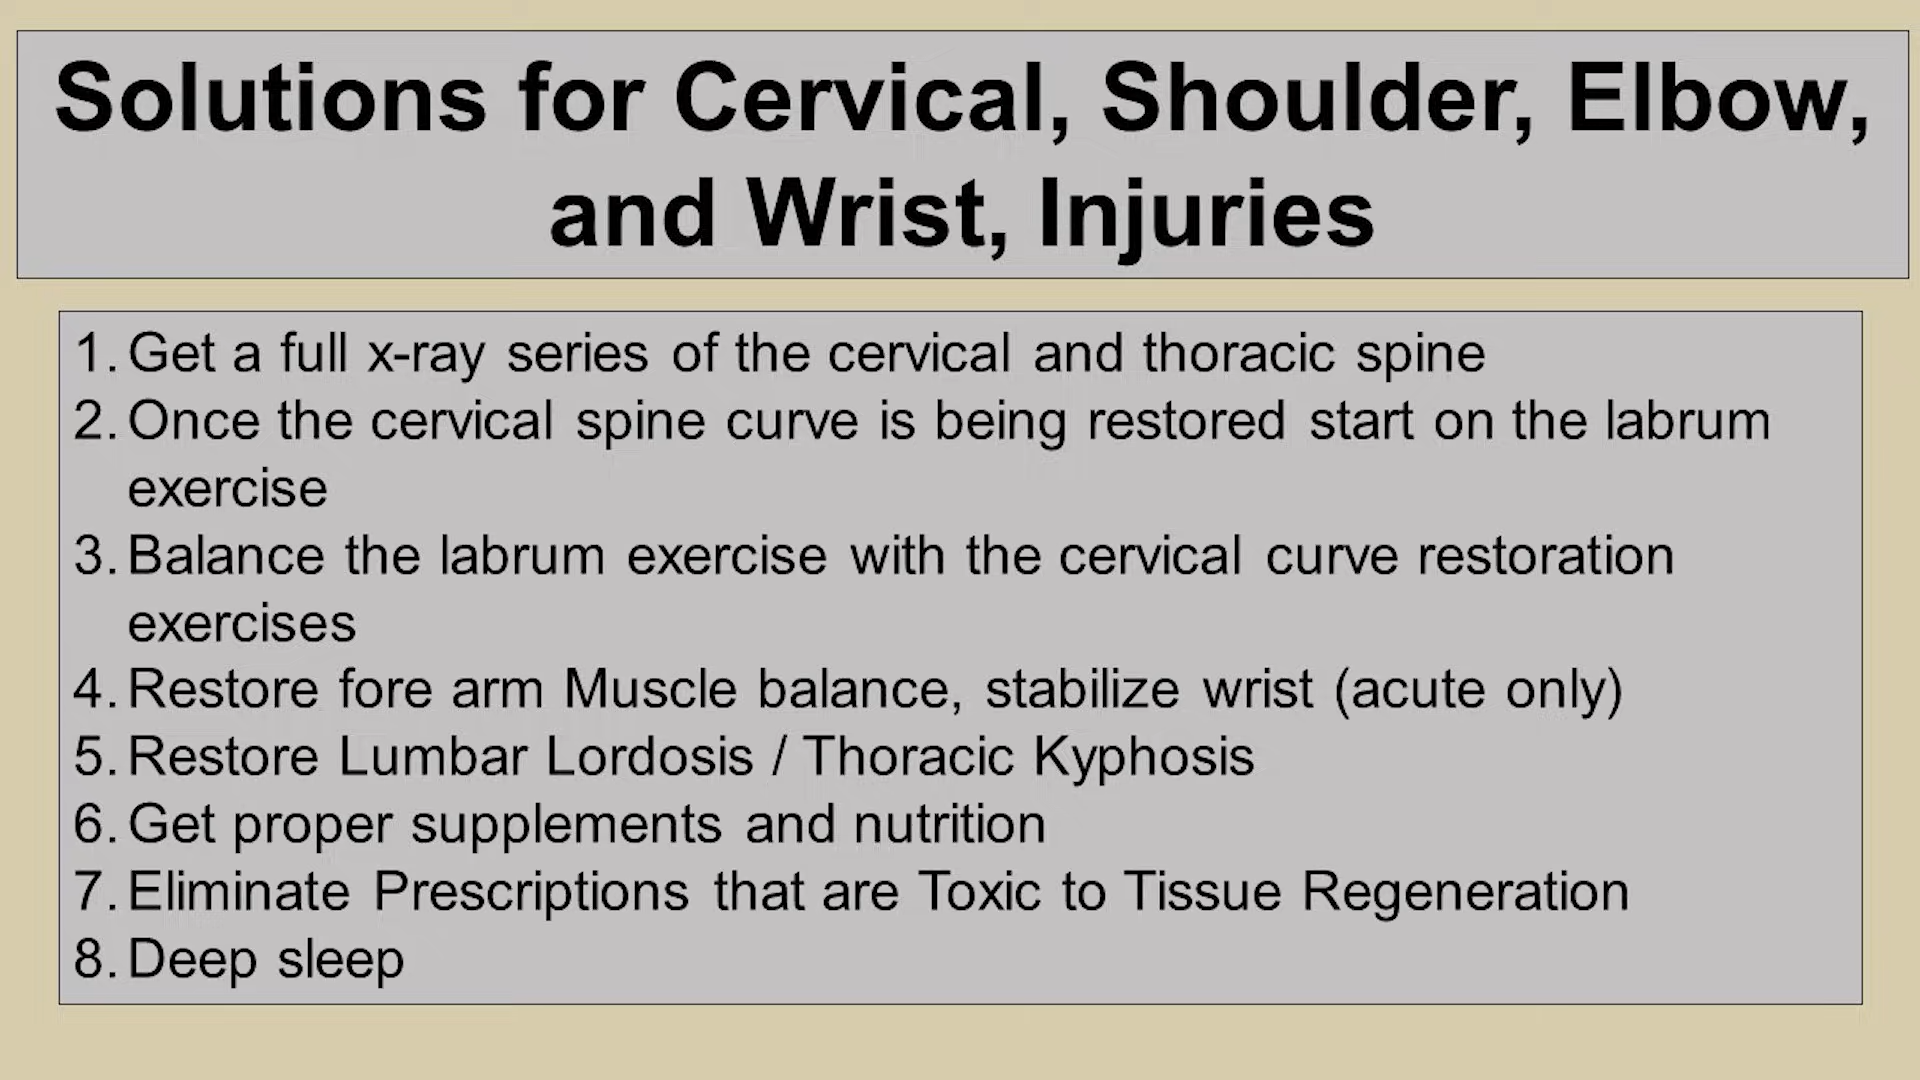 Solutions for Cervical, Shoulder, Elbow,
and Wrist, Injuries
1. Get a full x-ray series of the cervical and thoracic spine
2. Once the cervical spine curve is being restored start on the labrum
exercise
3. Balance the labrum exercise with the cervical curve restoration
exercises
4. Restore fore arm Muscle balance, stabilize wrist (acute only)
5. Restore Lumbar Lordosis / Thoracic Kyphosis
6. Get proper supplements and nutrition
7. Eliminate Prescriptions that are Toxic to Tissue Regeneration
8. Deep sleep